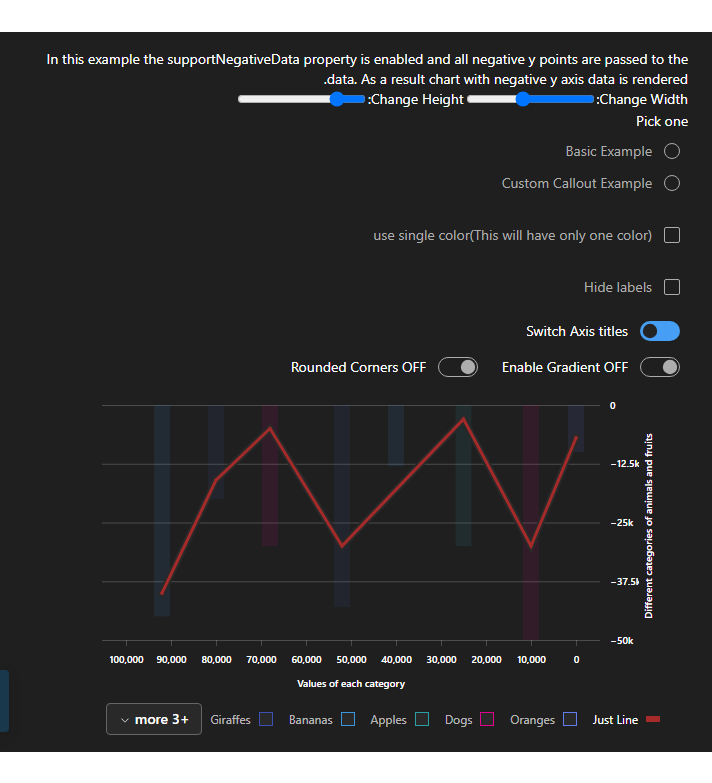 In this example the supportNegativeData property is enabled and all negative y points are passed to the
.data. As a result chart with negative y axis data is rendered
:Change Height :Change Width
Pick one
Basic Example
Custom Callout Example
use single color(This will have only one color)
Hide labels
Switch Axis titles
Rounded Corners OFF Enable Gradient OFF
0
−12.5k
−25k
−37.5k
−50k
Different categories of animals and fruits
100,000 90,000 80,000 70,000 60,000 50,000 40,000 30,000 20,000 10,000 0
Values of each category
more 3+ Giraffes Bananas Apples Dogs Oranges Just Line